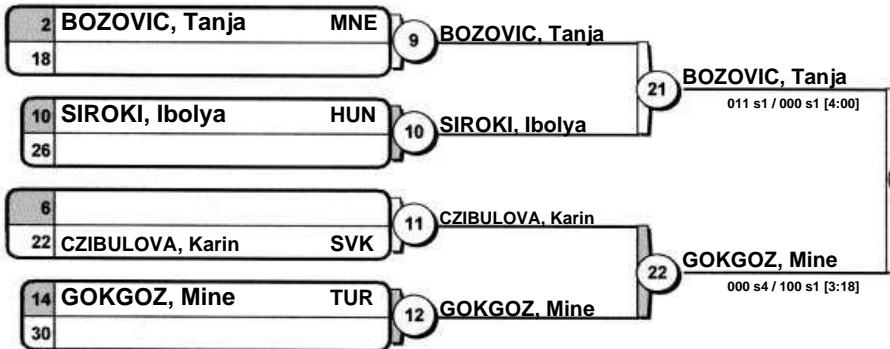 2 BOZOVIC, Tanja MNE
18
9 BOZOVIC, Tanja
10 SIROKI, Ibolya HUN
26
10 SIROKI, Ibolya
21 BOZOVIC, Tanja
011 s1 / 000 s1 [4:00]
6
22 CZIBULOVA, Karin SVK
11 CZIBULOVA, Karin
14 GOKGOZ, Mine TUR
30
12 GOKGOZ, Mine
22 GOKGOZ, Mine
000 s4 / 100 s1 [3:18]